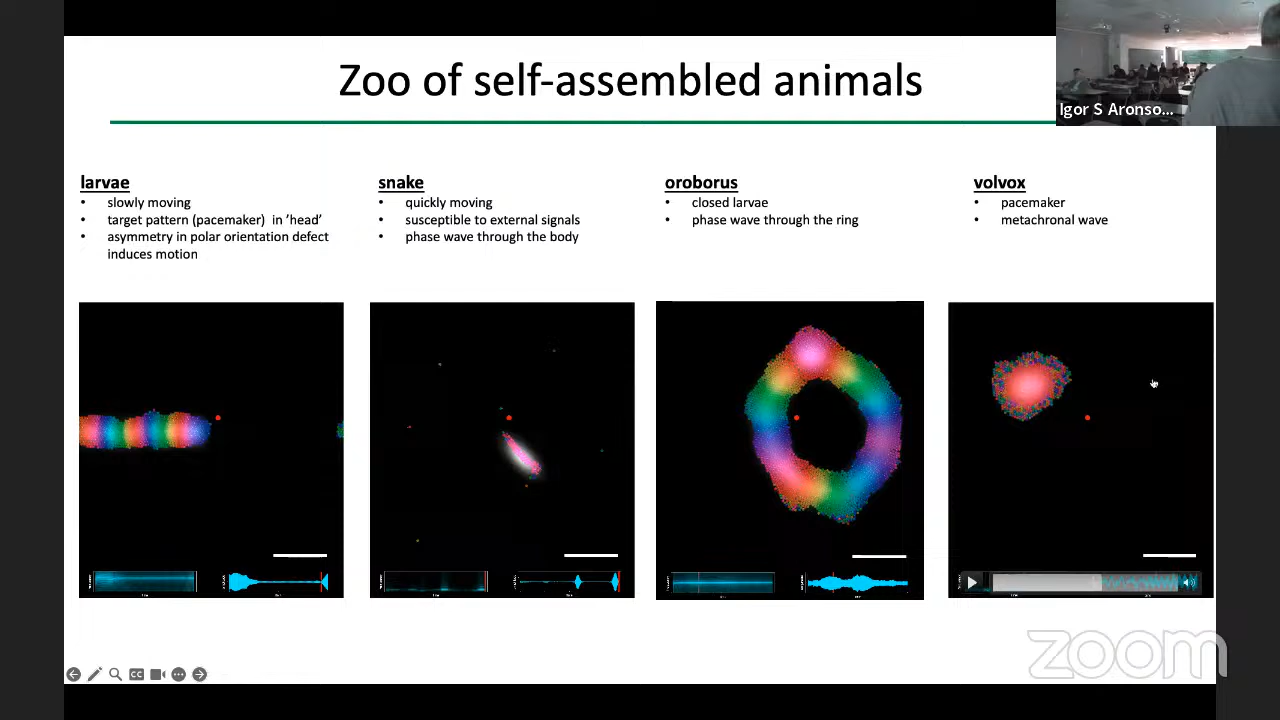 Zoo of self-assembled animals
Igor S Aronso...
larvae
• slowly moving
• target pattern (pacemaker) in 'head'
• asymmetry in polar orientation defect
induces motion
snake
• quickly moving
• susceptible to external signals
• phase wave through the body
oroborus
• closed larvae
• phase wave through the ring
volvox
• pacemaker
• metachronal wave
CC
zoom